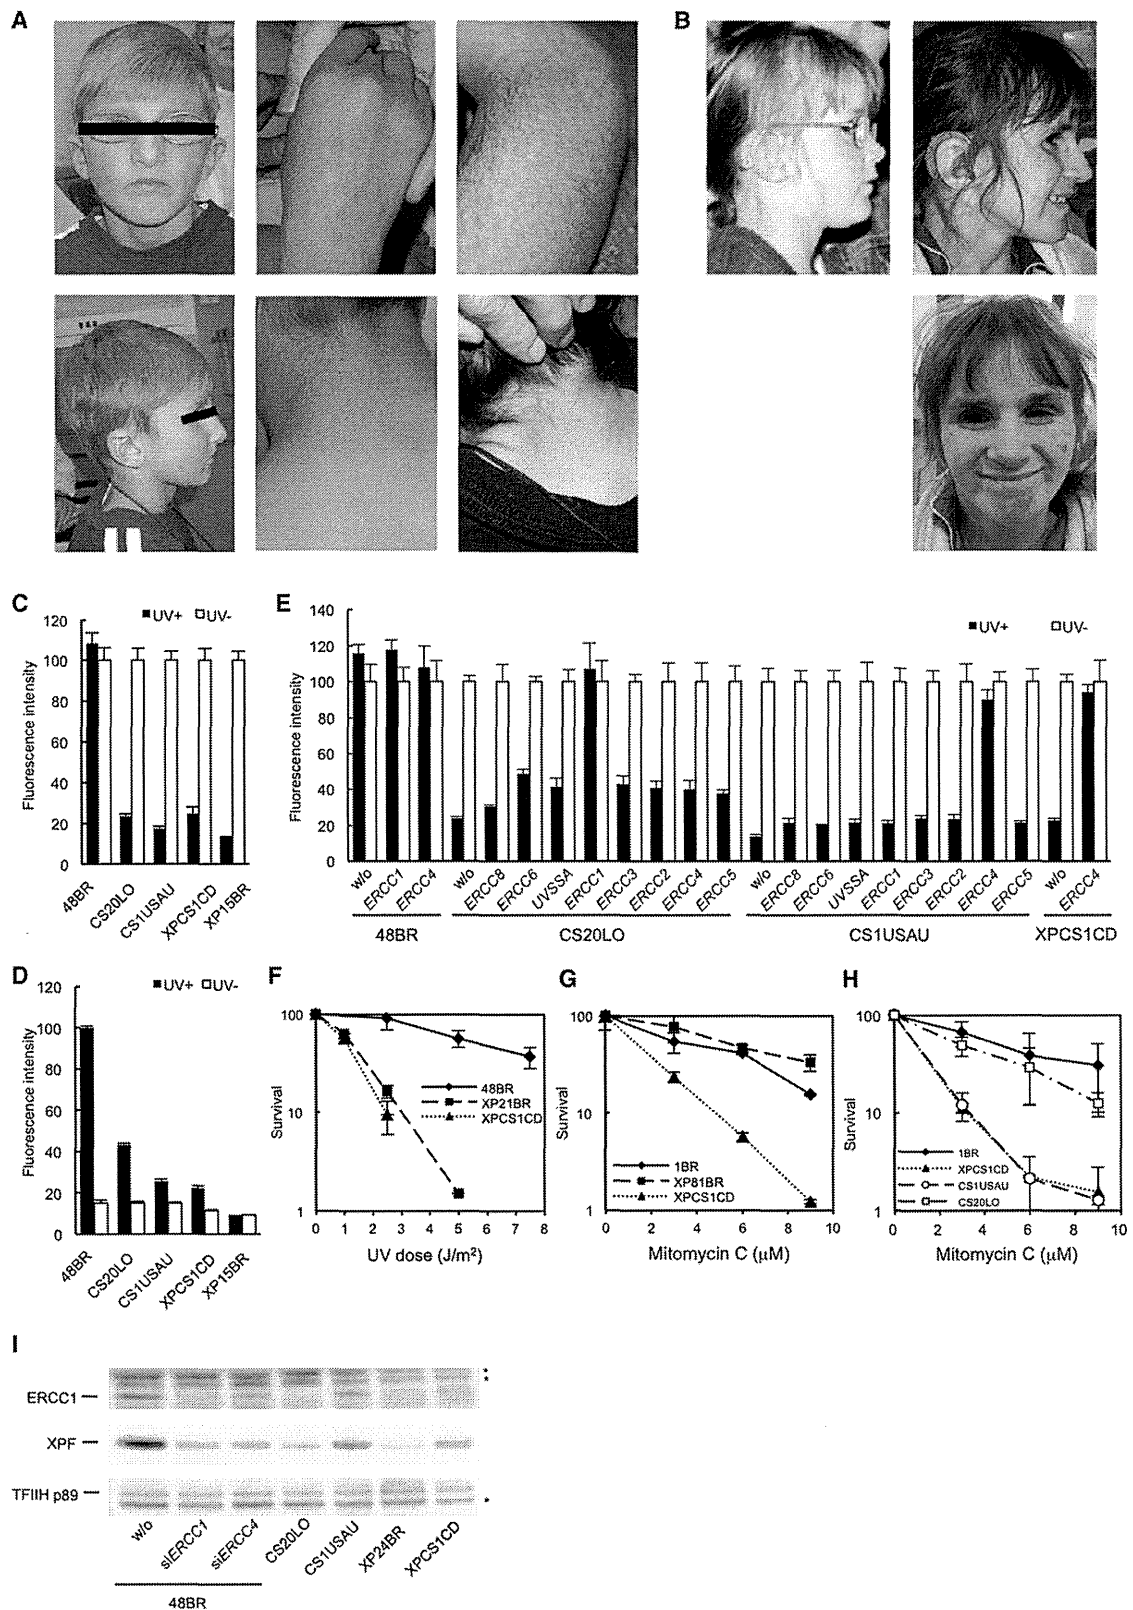 A
B
C
UV+ UV-
Fluorescence intensity
120
100
80
60
40
20
0
48BR CS20LO CS1USAU XPCS1CD XP15BR
E
UV+ UV-
Fluorescence intensity
140
120
100
80
60
40
20
0
w/o ERCC1 ERCC4 w/o ERCC8 ERCC6 UVSSA ERCC1 ERCC3 ERCC2 ERCC4 ERCC5 w/o ERCC8 ERCC6 UVSSA ERCC1 ERCC3 ERCC2 ERCC4 ERCC5 w/o ERCC4
48BR CS20LO CS1USAU XPCS1CD
D
UV+ UV-
Fluorescence intensity
120
100
80
60
40
20
0
48BR CS20LO CS1USAU XPCS1CD XP15BR
F
Survival
100
10
1
48BR
XP21BR
XPCS1CD
0 1 2 3 4 5 6 7 8
UV dose (J/m²)
G
Survival
100
10
1
1BR
XP81BR
XPCS1CD
0 2 4 6 8 10
Mitomycin C (μM)
H
Survival
100
10
1
1BR
XPCS1CD
CS1USAU
CS20LO
0 2 4 6 8 10
Mitomycin C (μM)
I
*
*
ERCC1
XPF
TFIIH p89
*
w/o siERCC1 siERCC4 CS20LO CS1USAU XP24BR XPCS1CD
48BR